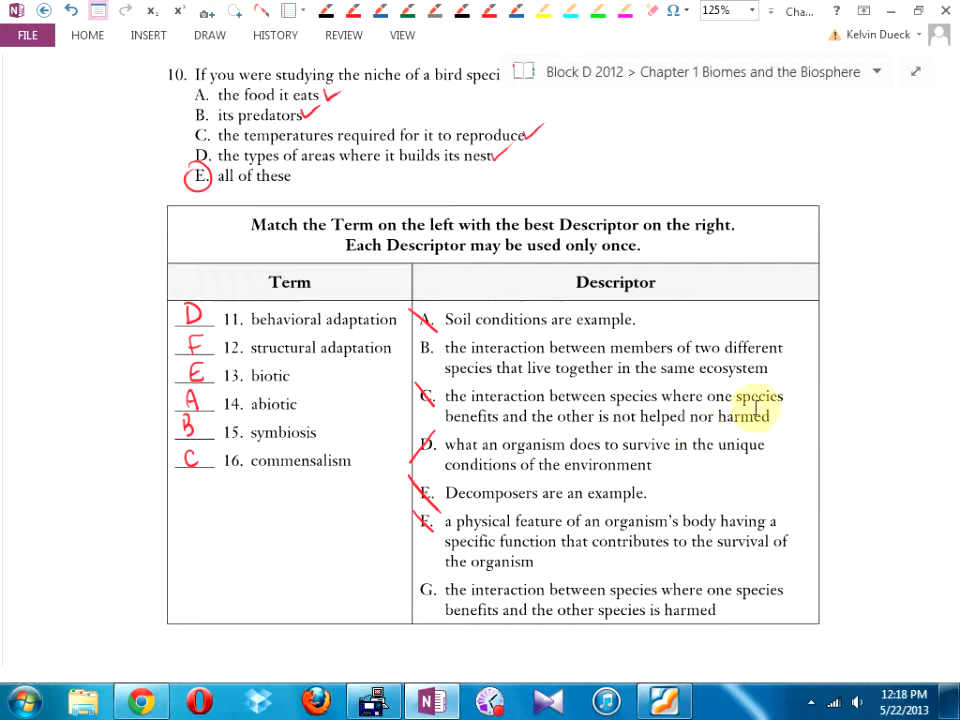 125%
Cha...
?
FILE
HOME
INSERT
DRAW
HISTORY
REVIEW
VIEW
Kelvin Dueck
Block D 2012 > Chapter 1 Biomes and the Biosphere
10. If you were studying the niche of a bird speci
A. the food it eats
B. its predators
C. the temperatures required for it to reproduce
D. the types of areas where it builds its nest
E. all of these
Match the Term on the left with the best Descriptor on the right.
Each Descriptor may be used only once.
Term
Descriptor
D 11. behavioral adaptation
F 12. structural adaptation
E 13. biotic
A 14. abiotic
B 15. symbiosis
C 16. commensalism
A. Soil conditions are example.
B. the interaction between members of two different
species that live together in the same ecosystem
C. the interaction between species where one species
benefits and the other is not helped nor harmed
D. what an organism does to survive in the unique
conditions of the environment
E. Decomposers are an example.
F. a physical feature of an organism's body having a
specific function that contributes to the survival of
the organism
G. the interaction between species where one species
benefits and the other species is harmed
12:18 PM
5/22/2013